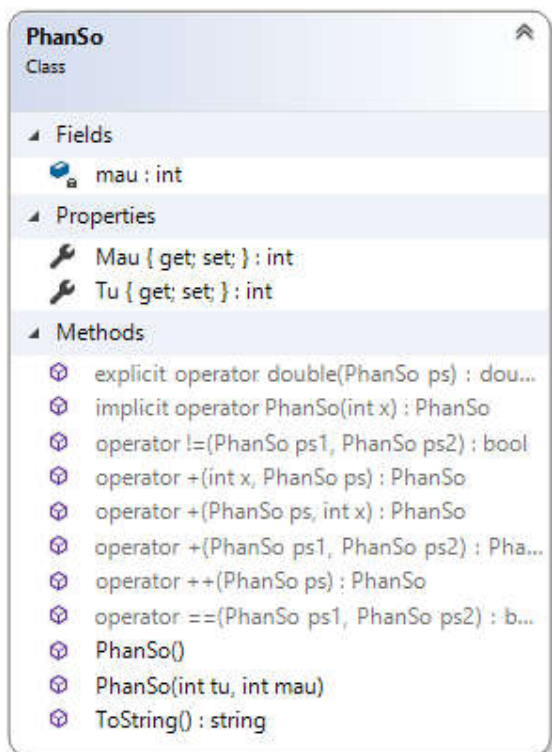 PhanSo
Class
Fields
mau : int
Properties
Mau { get; set; } : int
Tu { get; set; } : int
Methods
explicit operator double(PhanSo ps) : dou...
implicit operator PhanSo(int x) : PhanSo
operator !=(PhanSo ps1, PhanSo ps2) : bool
operator +(int x, PhanSo ps) : PhanSo
operator +(PhanSo ps, int x) : PhanSo
operator +(PhanSo ps1, PhanSo ps2) : Pha...
operator ++(PhanSo ps) : PhanSo
operator ==(PhanSo ps1, PhanSo ps2) : b...
PhanSo()
PhanSo(int tu, int mau)
ToString() : string